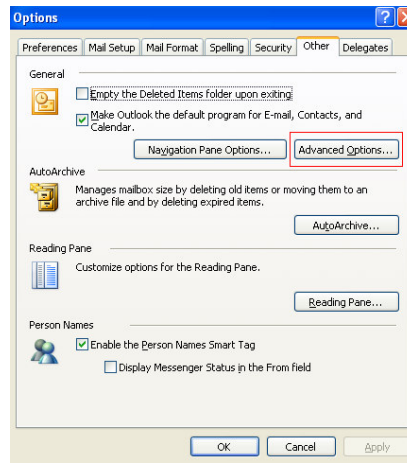 Options
Preferences Mail Setup Mail Format Spelling Security Other Delegates
General
Empty the Deleted Items folder upon exiting
Make Outlook the default program for E-mail, Contacts, and
Calendar.
Navigation Pane Options... Advanced Options...
AutoArchive
Manages mailbox size by deleting old items or moving them to an
archive file and by deleting expired items.
AutoArchive...
Reading Pane
Customize options for the Reading Pane.
Reading Pane...
Person Names
Enable the Person Names Smart Tag
Display Messenger Status in the From field
OK Cancel Apply